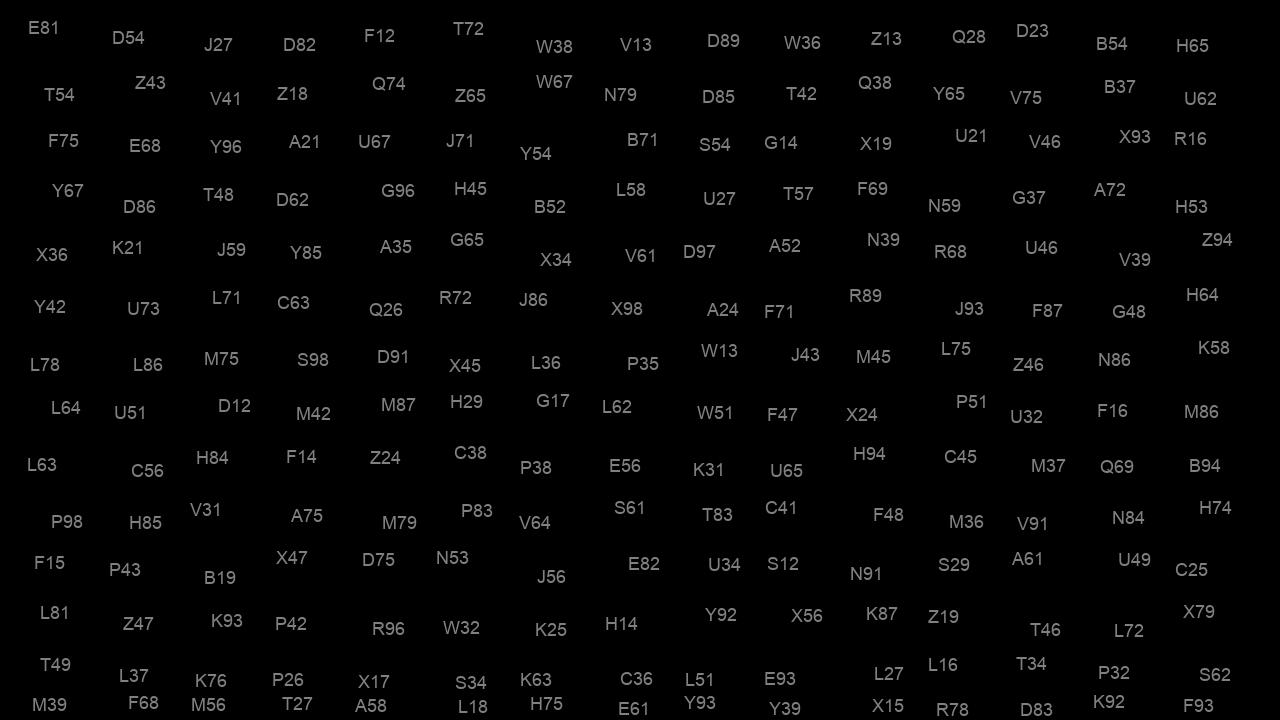 E81 D54 J27 D82 F12 T72 W38 V13 D89 W36 Z13 Q28 D23 B54 H65
T54 Z43 V41 Z18 Q74 Z65 W67 N79 D85 T42 Q38 Y65 V75 B37 U62
F75 E68 Y96 A21 U67 J71 Y54 B71 S54 G14 X19 U21 V46 X93 R16
Y67 D86 T48 D62 G96 H45 B52 L58 U27 T57 F69 N59 G37 A72 H53
X36 K21 J59 Y85 A35 G65 X34 V61 D97 A52 N39 R68 U46 V39 Z94
Y42 U73 L71 C63 Q26 R72 J86 X98 A24 F71 R89 J93 F87 G48 H64
L78 L86 M75 S98 D91 X45 L36 P35 W13 J43 M45 L75 Z46 N86 K58
L64 U51 D12 M42 M87 H29 G17 L62 W51 F47 X24 P51 U32 F16 M86
L63 C56 H84 F14 Z24 C38 P38 E56 K31 U65 H94 C45 M37 Q69 B94
P98 H85 V31 A75 M79 P83 V64 S61 T83 C41 F48 M36 V91 N84 H74
F15 P43 B19 X47 D75 N53 J56 E82 U34 S12 N91 S29 A61 U49 C25
L81 Z47 K93 P42 R96 W32 K25 H14 Y92 X56 K87 Z19 T46 L72 X79
T49 L37 K76 P26 X17 S34 K63 C36 L51 E93 L27 L16 T34 P32 S62
M39 F68 M56 T27 A58 L18 H75 E61 Y93 Y39 X15 R78 D83 K92 F93